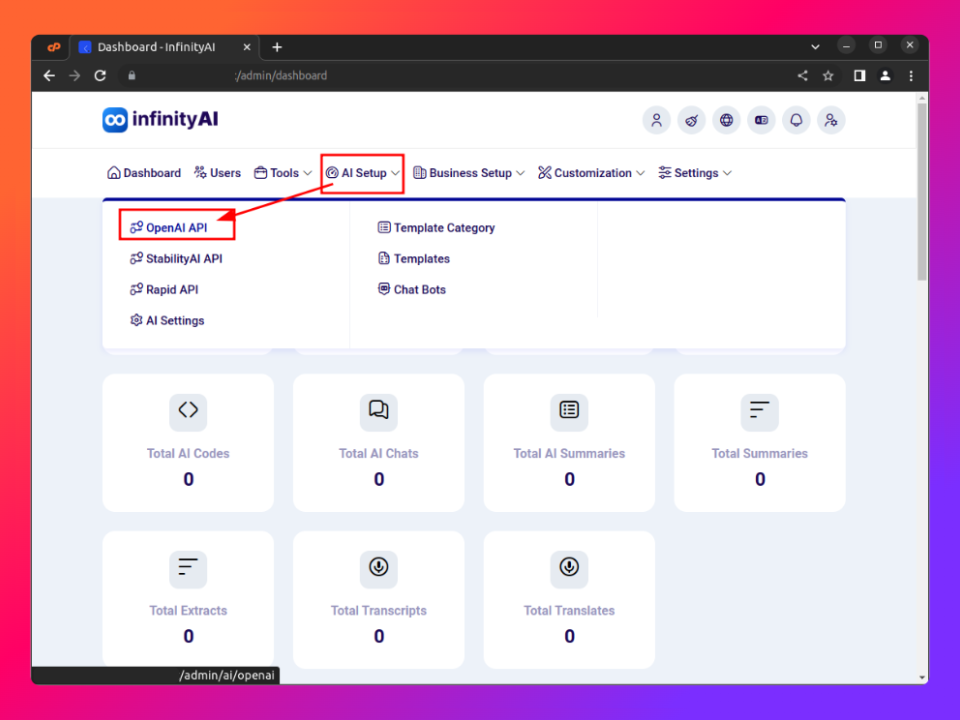 Dashboard - InfinityAI
:/admin/dashboard
infinityAI
Dashboard Users Tools AI Setup Business Setup Customization Settings
OpenAI API
StabilityAI API
Rapid API
AI Settings
Template Category
Templates
Chat Bots
Total AI Codes
0
Total AI Chats
0
Total AI Summaries
0
Total Summaries
0
Total Extracts
0
Total Transcripts
0
Total Translates
0
/admin/ai/openai